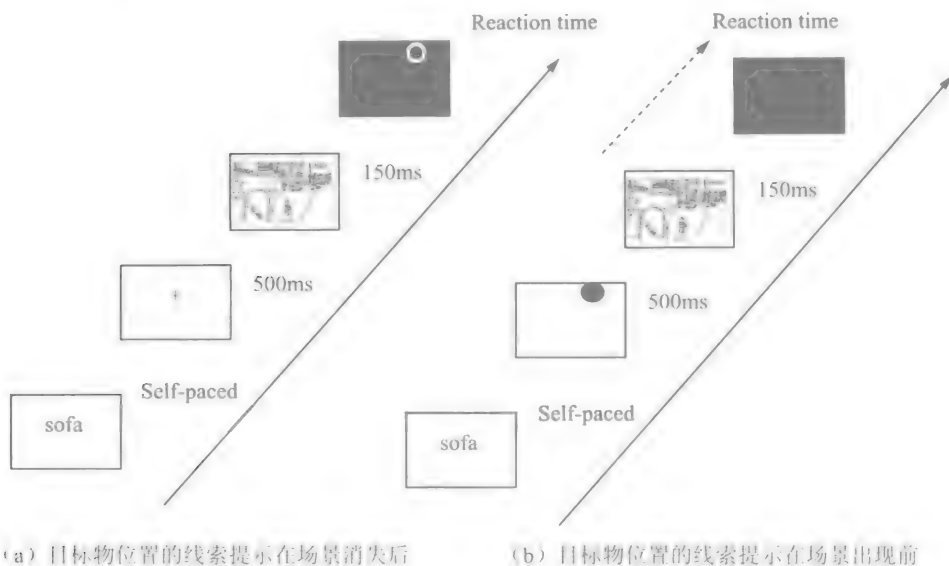 Reaction time
Reaction time
150ms
150ms
500ms
500ms
Self-paced
Self-paced
sofa
sofa
(a) 目标物位置的线索提示在场景消失后
(b) 目标物位置的线索提示在场景出现前